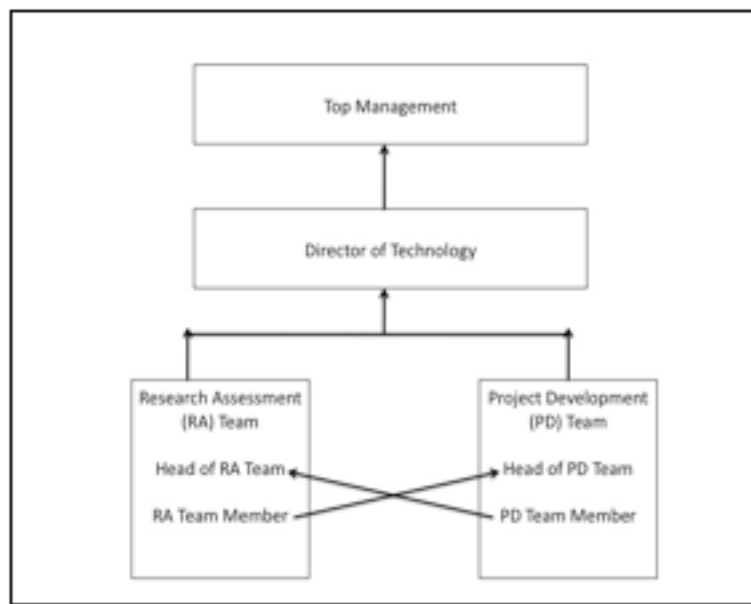 Top Management
Director of Technology
Research Assessment
(RA) Team
Head of RA Team
RA Team Member
Project Development
(PD) Team
Head of PD Team
PD Team Member